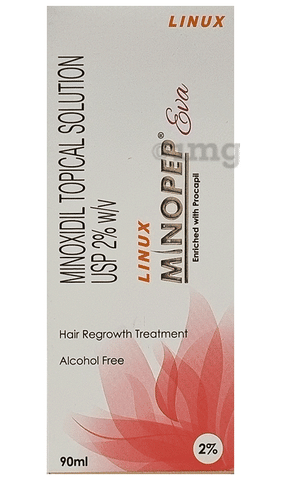 LINUX
MINOXIDIL TOPICAL SOLUTION
USP 2% w/v
LINUX
MINOPEP® Eva
Enriched with Procapil
Hair Regrowth Treatment
Alcohol Free
90ml
2%